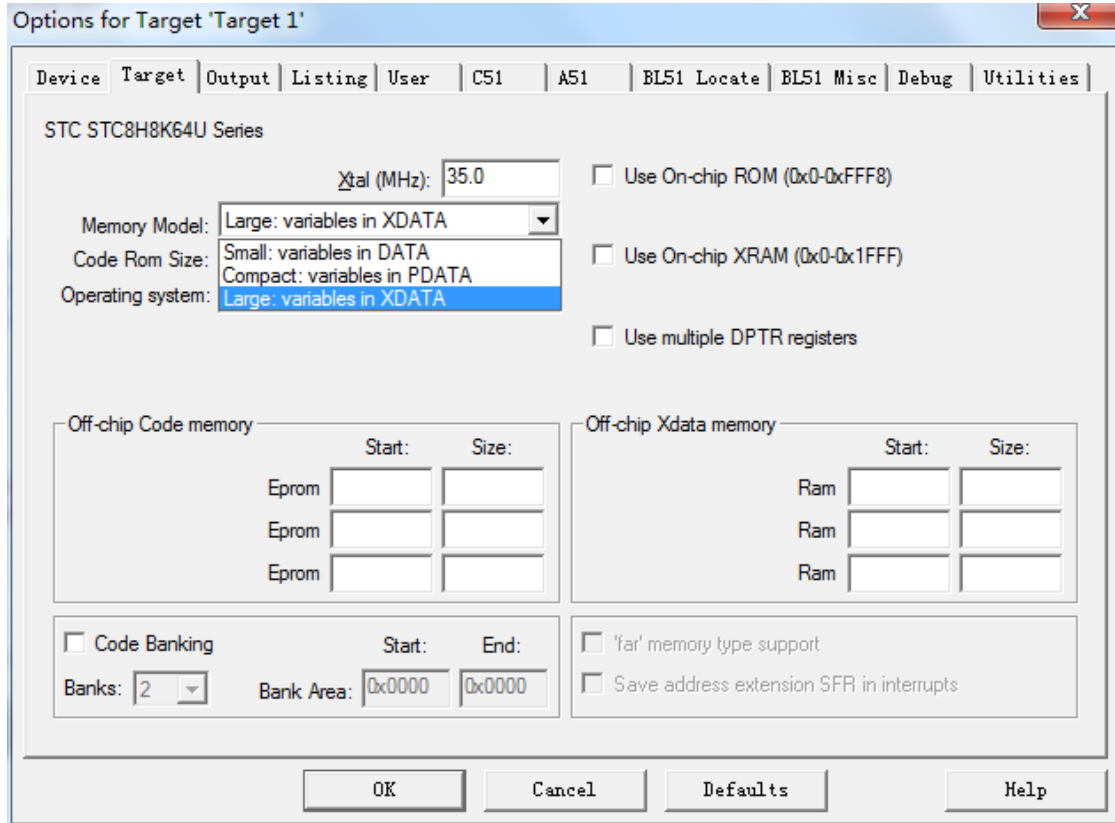 Options for Target 'Target 1'
Device Target Output Listing User C51 A51 BL51 Locate BL51 Misc Debug Utilities
STC STC8H8K64U Series
Xtal (MHz): 35.0
Use On-chip ROM (0x0-0xFFF8)
Memory Model: Large: variables in XDATA
Code Rom Size: Small: variables in DATA
Use On-chip XRAM (0x0-0x1FFF)
Compact: variables in PDATA
Operating system: Large: variables in XDATA
Use multiple DPTR registers
Off-chip Code memory
Start: Size:
Eprom
Eprom
Eprom
Off-chip Xdata memory
Start: Size:
Ram
Ram
Ram
Code Banking Start: End:
Banks: 2 Bank Area: 0x0000 0x0000
'far' memory type support
Save address extension SFR in interrupts
OK Cancel Defaults Help